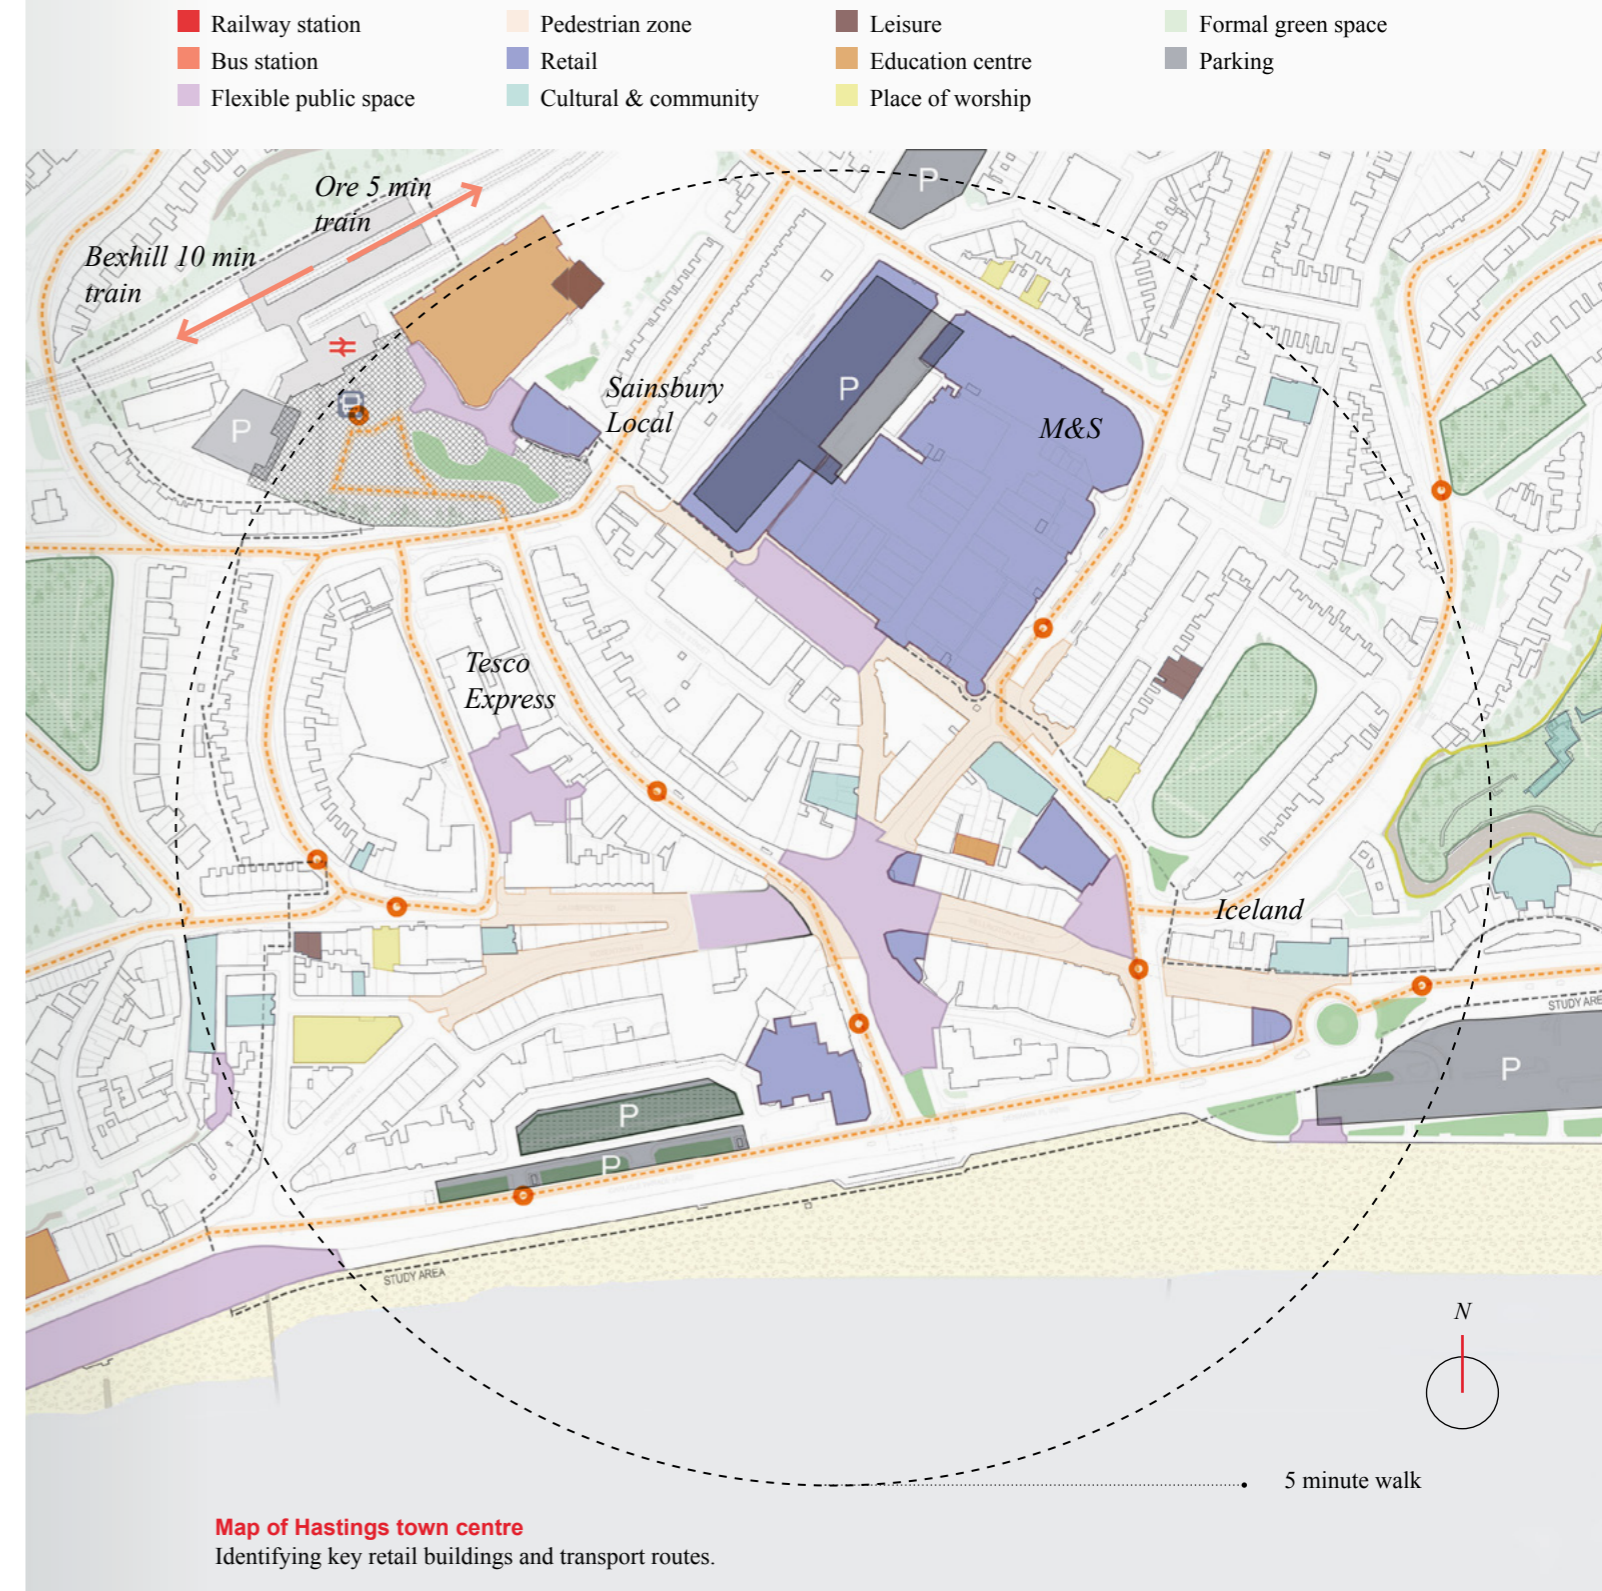 Railway station
Pedestrian zone
Leisure
Formal green space
Bus station
Retail
Education centre
Parking
Flexible public space
Cultural & community
Place of worship
Ore 5 min
train
P
Bexhill 10 min
train
Sainsbury
Local
P
M&S
P
Tesco
Express
Iceland
STUDY ARE
P
P
P
STUDY AREA
N
5 minute walk
Map of Hastings town centre
Identifying key retail buildings and transport routes.